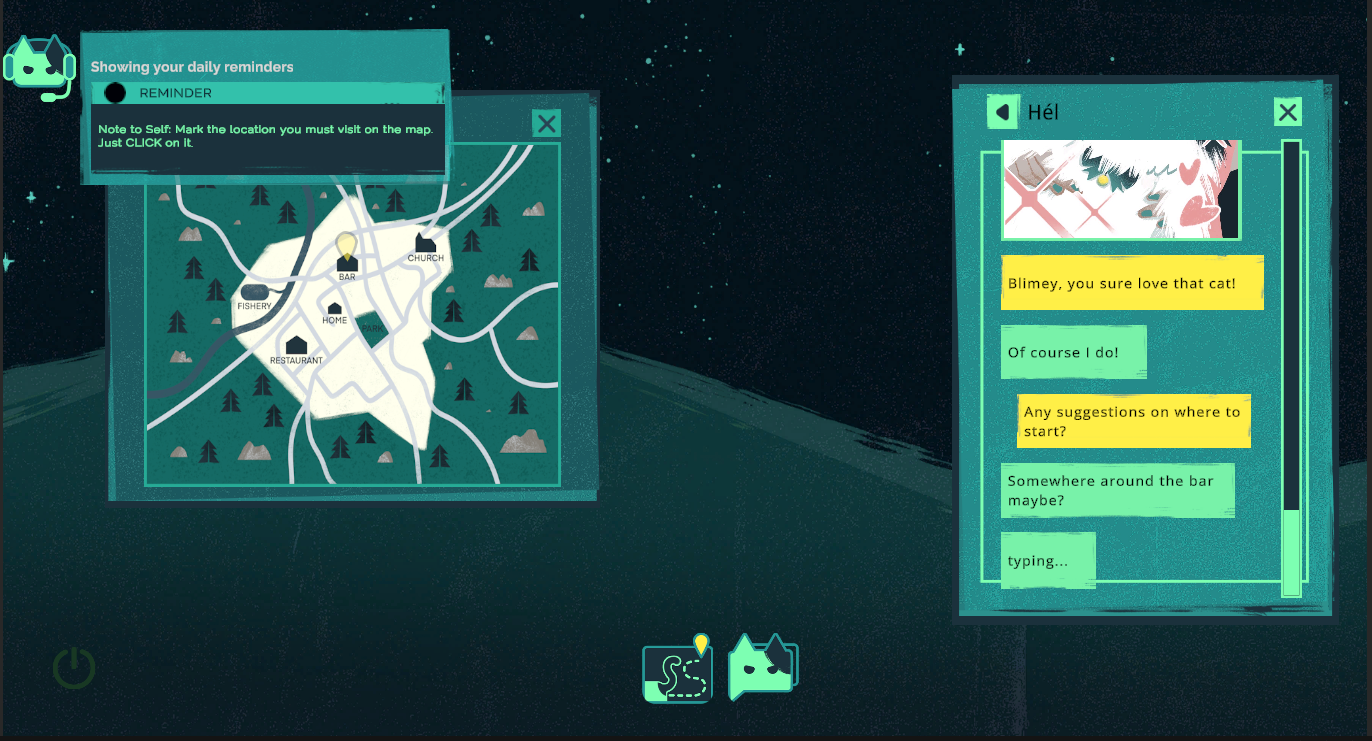 Showing your daily reminders
REMINDER
Note to Self: Mark the location you must visit on the map.
Just CLICK on it.
CHURCH
BAR
FISHERY
HOME
PARK
RESTAURANT
Hél
Blimey, you sure love that cat!
Of course I do!
Any suggestions on where to
start?
Somewhere around the bar
maybe?
typing...